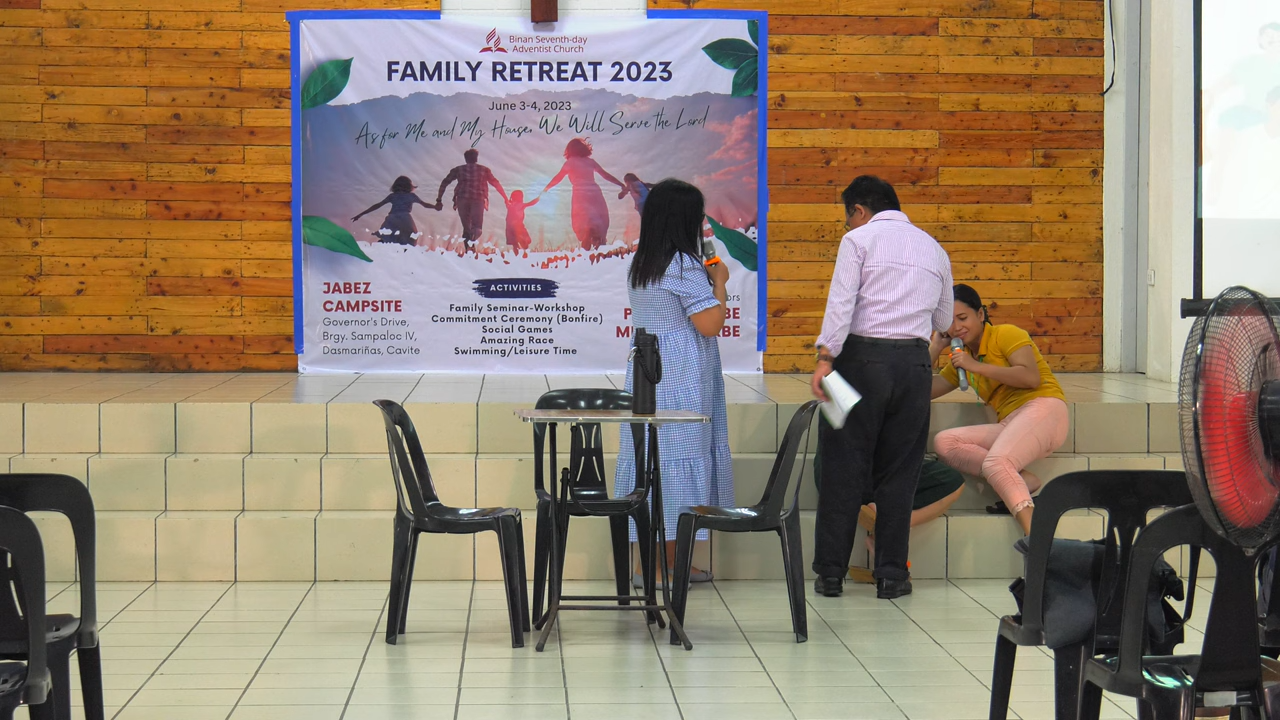 Binan Seventh-day
Adventist Church
FAMILY RETREAT 2023
June 3-4, 2023
As for Me and My House, We Will Serve the Lord
JABEZ
CAMPSITE
Governor's Drive,
Brgy. Sampaloc IV,
Dasmariñas, Cavite
ACTIVITIES
Family Seminar-Workshop
Commitment Ceremony (Bonfire)
Social Games
Amazing Race
Swimming/Leisure Time